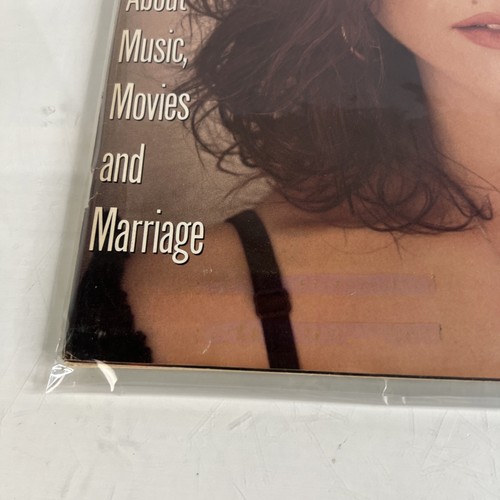 About
Music,
Movies
and
Marriage